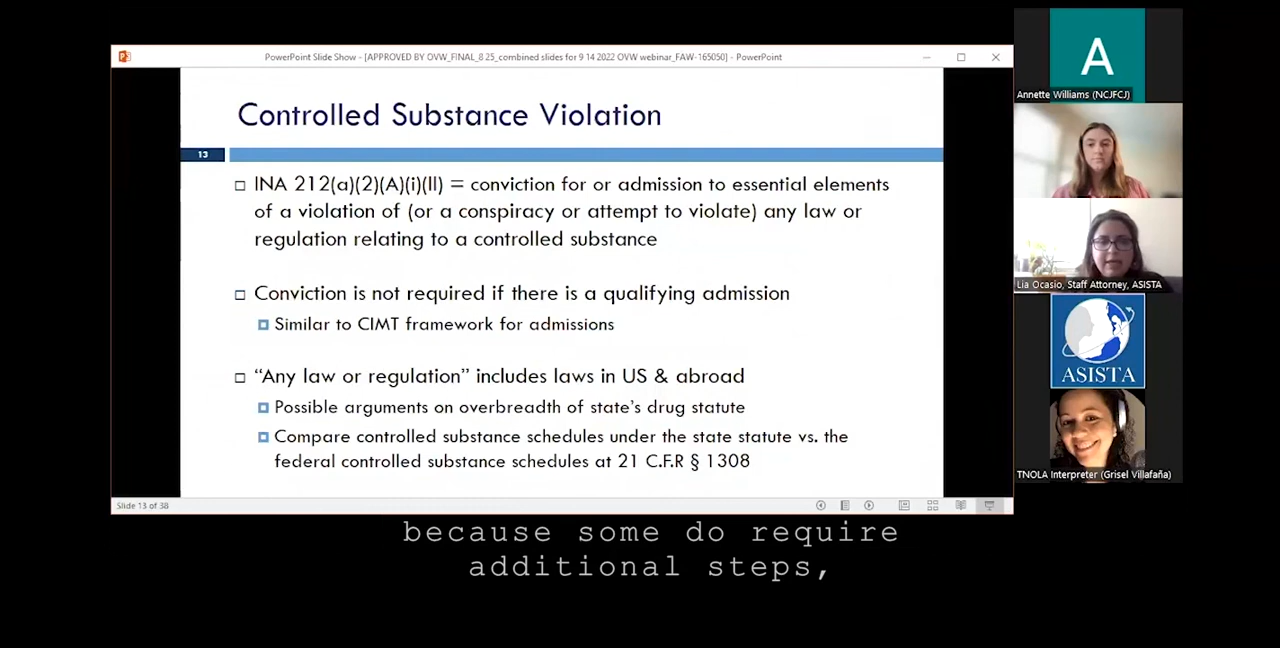 PowerPoint Slide Show - [APPROVED BY OVW_FINAL_8 25_combined slides for 9 14 2022 OVW webinar_FAW-165050] - PowerPoint
Controlled Substance Violation
13
INA 212(a)(2)(A)(i)(II) = conviction for or admission to essential elements
of a violation of (or a conspiracy or attempt to violate) any law or
regulation relating to a controlled substance
Conviction is not required if there is a qualifying admission
Similar to CIMT framework for admissions
“Any law or regulation” includes laws in US & abroad
Possible arguments on overbreadth of state’s drug statute
Compare controlled substance schedules under the state statute vs. the
federal controlled substance schedules at 21 C.F.R § 1308
Slide 13 of 38
A
Annette Williams (NCJFCJ)
Lia Ocasio, Staff Attorney, ASISTA
ASISTA
TNOLA Interpreter (Grisel Villafaña)
because some do require
additional steps,